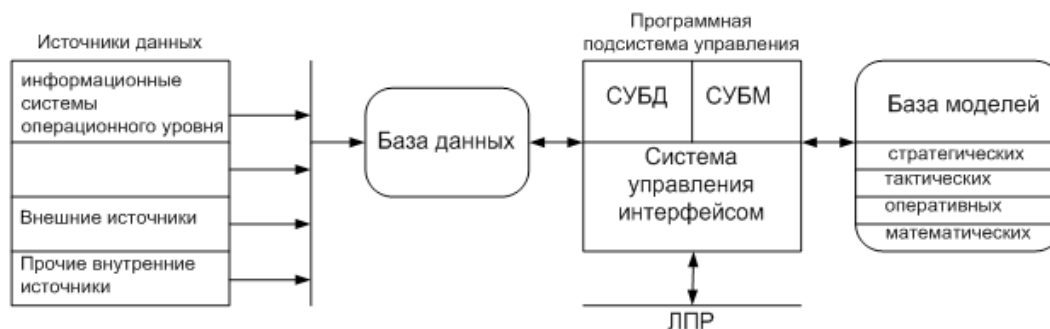 Источники данных
информационные
системы
операционного уровня
Внешние источники
Прочие внутренние
источники
База данных
Программная
подсистема управления
СУБД
СУБМ
Система
управления
интерфейсом
ЛПР
База моделей
стратегических
тактических
оперативных
математических